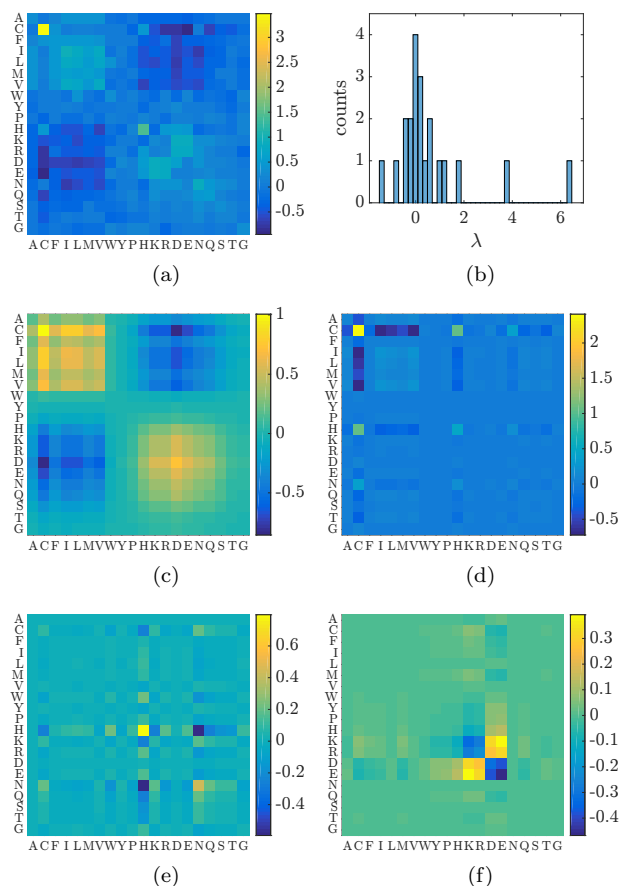 A
C
F
I
L
M
V
W
Y
P
H
K
R
D
E
N
Q
S
T
G
A C F I L M V W Y P H K R D E N Q S T G
3
2.5
2
1.5
1
0.5
0
-0.5
(a)
counts
4
3
2
1
0
0 2 4 6
λ
(b)
A
C
F
I
L
M
V
W
Y
P
H
K
R
D
E
N
Q
S
T
G
A C F I L M V W Y P H K R D E N Q S T G
1
0.5
0
-0.5
(c)
A
C
F
I
L
M
V
W
Y
P
H
K
R
D
E
N
Q
S
T
G
A C F I L M V W Y P H K R D E N Q S T G
2
1.5
1
0.5
0
-0.5
(d)
A
C
F
I
L
M
V
W
Y
P
H
K
R
D
E
N
Q
S
T
G
A C F I L M V W Y P H K R D E N Q S T G
0.6
0.4
0.2
0
-0.2
-0.4
(e)
A
C
F
I
L
M
V
W
Y
P
H
K
R
D
E
N
Q
S
T
G
A C F I L M V W Y P H K R D E N Q S T G
0.3
0.2
0.1
0
-0.1
-0.2
-0.3
-0.4
(f)